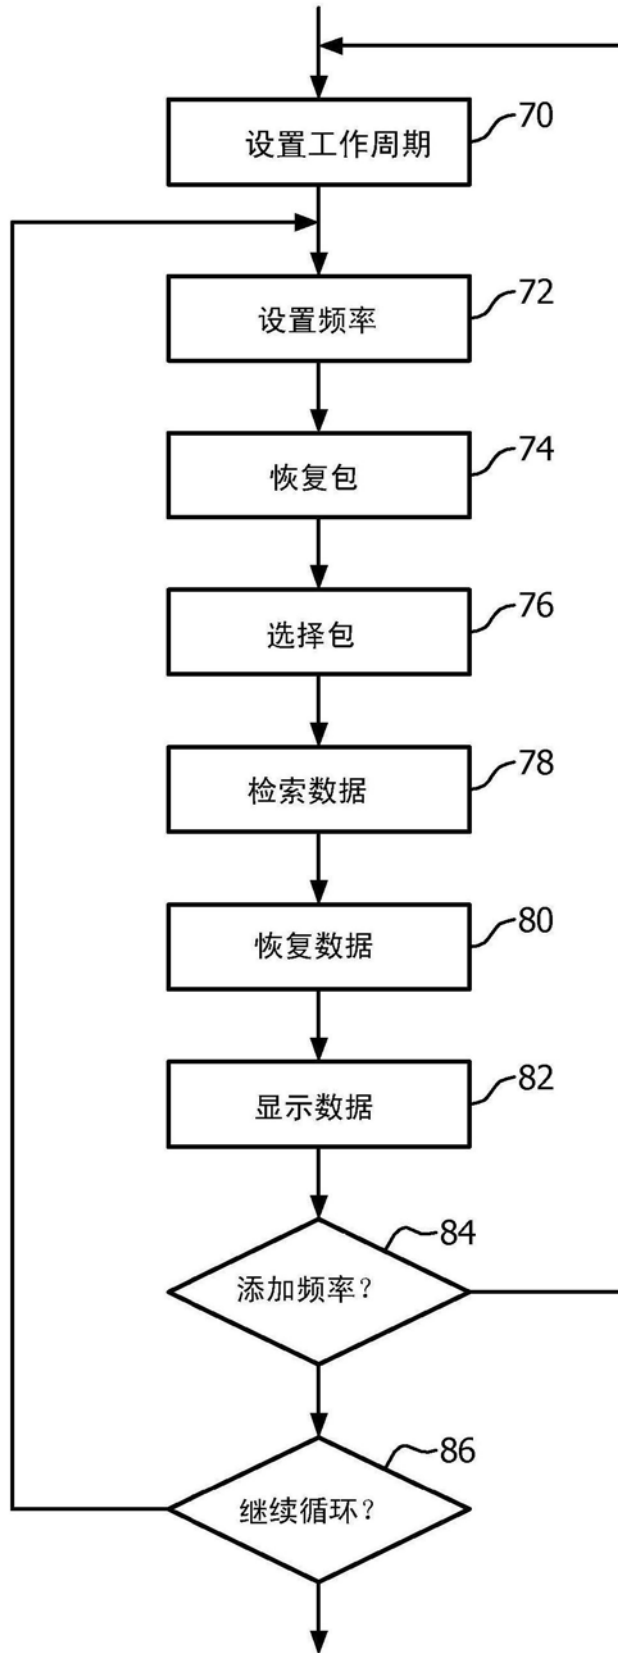 设置工作周期
70
设置频率
72
恢复包
74
选择包
76
检索数据
78
恢复数据
80
显示数据
82
添加频率？
84
继续循环？
86